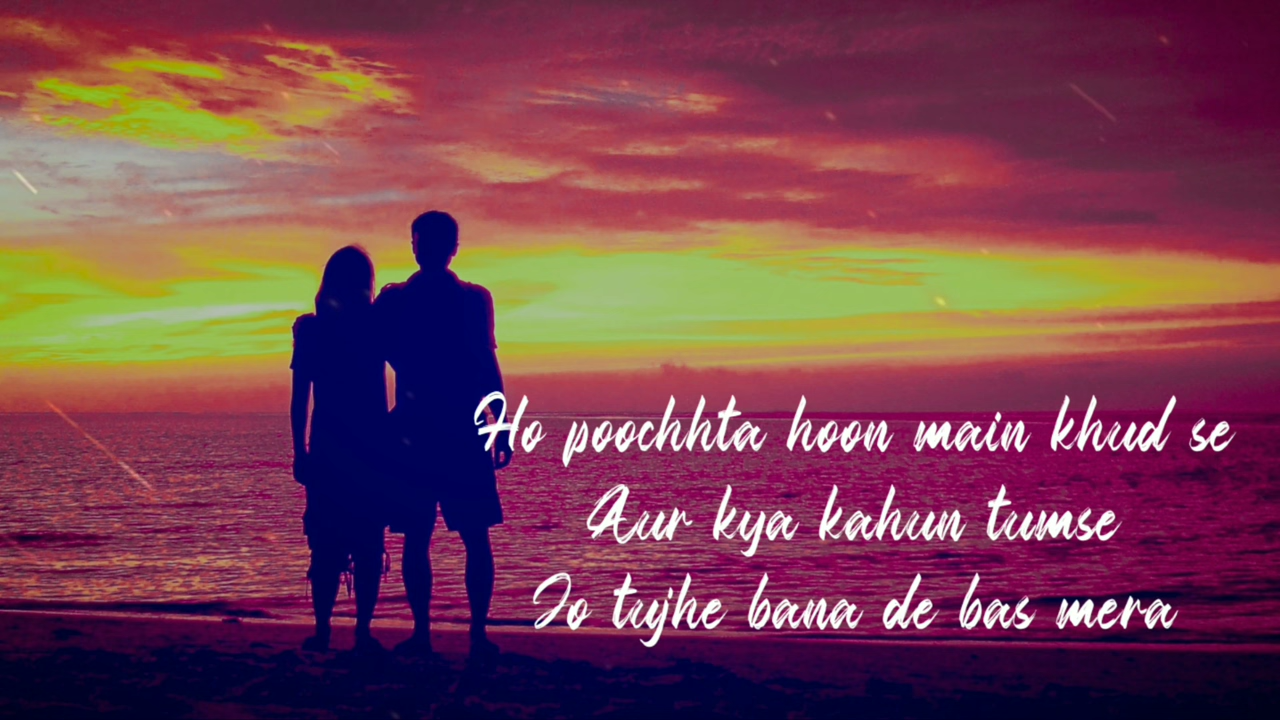 Ho poochhta hoon main khud se
Aur kya kahun tumse
Jo tujhe bana de bas mera